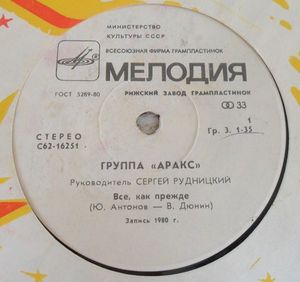 МИНИСТЕРСТВО
КУЛЬТУРЫ СССР
ВСЕСОЮЗНАЯ ФИРМА ГРАМПЛАСТИНОК
МЕЛОДИЯ
ГОСТ 5289-80
РИЖСКИЙ ЗАВОД ГРАМПЛАСТИНОК
33
СТЕРЕО
С62-16251
1
Гр. 3. 1-35
ГРУППА «АРАКС»
Руководитель СЕРГЕЙ РУДНИЦКИЙ
Все, как прежде
(Ю. Антонов — В. Дюнин)
Запись 1980 г.